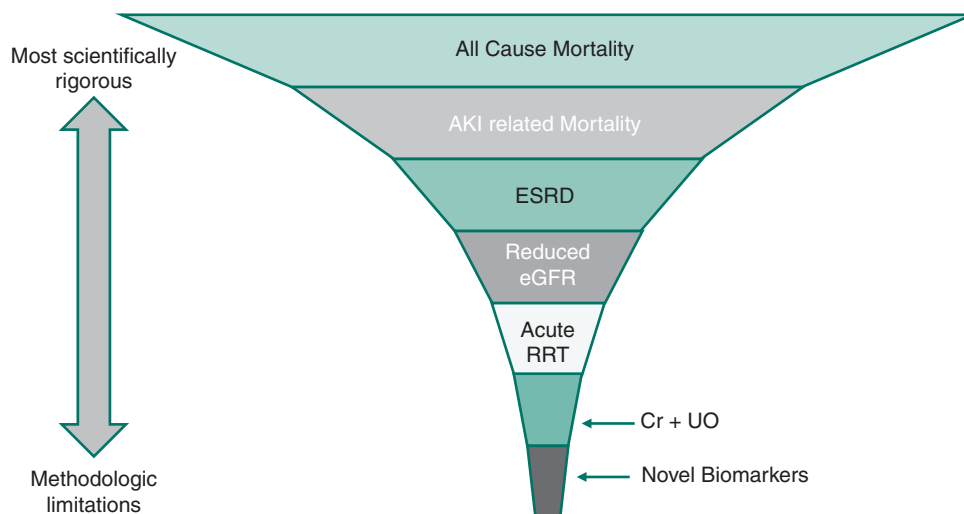 All Cause Mortality
Most scientifically
rigorous
AKI related Mortality
ESRD
Reduced
eGFR
Acute
RRT
Cr + UO
Novel Biomarkers
Methodologic
limitations